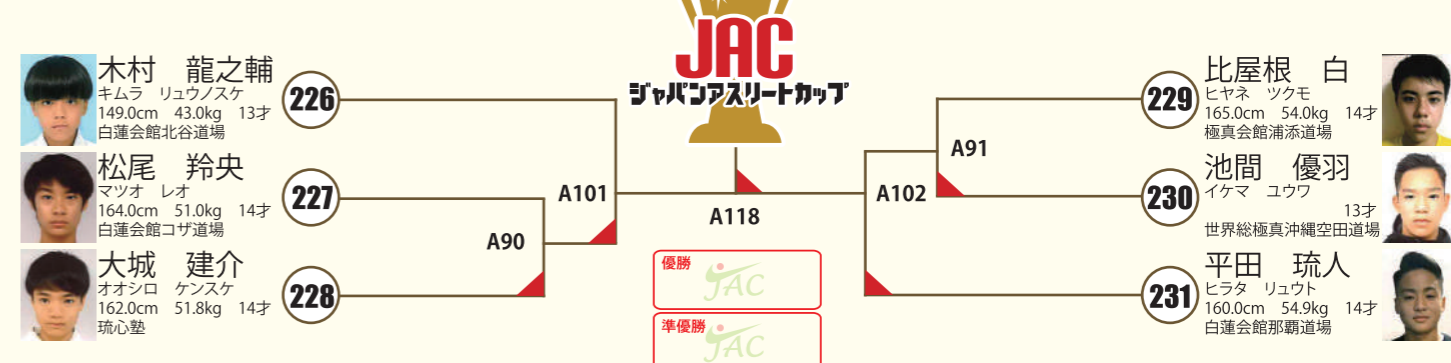 JAC
ジャパンアスリートカップ
木村　龍之輔
キムラ　リュウノスケ
149.0cm　43.0kg　13才
白蓮会館北谷道場
226
松尾　羚央
マツオ　レオ
164.0cm　51.0kg　14才
白蓮会館コザ道場
227
大城　建介
オオシロ　ケンスケ
162.0cm　51.8kg　14才
琉心塾
228
A90
A101
A118
優勝
JAC
準優勝
JAC
A102
A91
229
比屋根　白
ヒヤネ　ツクモ
165.0cm　54.0kg　14才
極真会館浦添道場
230
池間　優羽
イケマ　ユウワ
13才
世界総極真沖縄空田道場
231
平田　琉人
ヒラタ　リュウト
160.0cm　54.9kg　14才
白蓮会館那覇道場